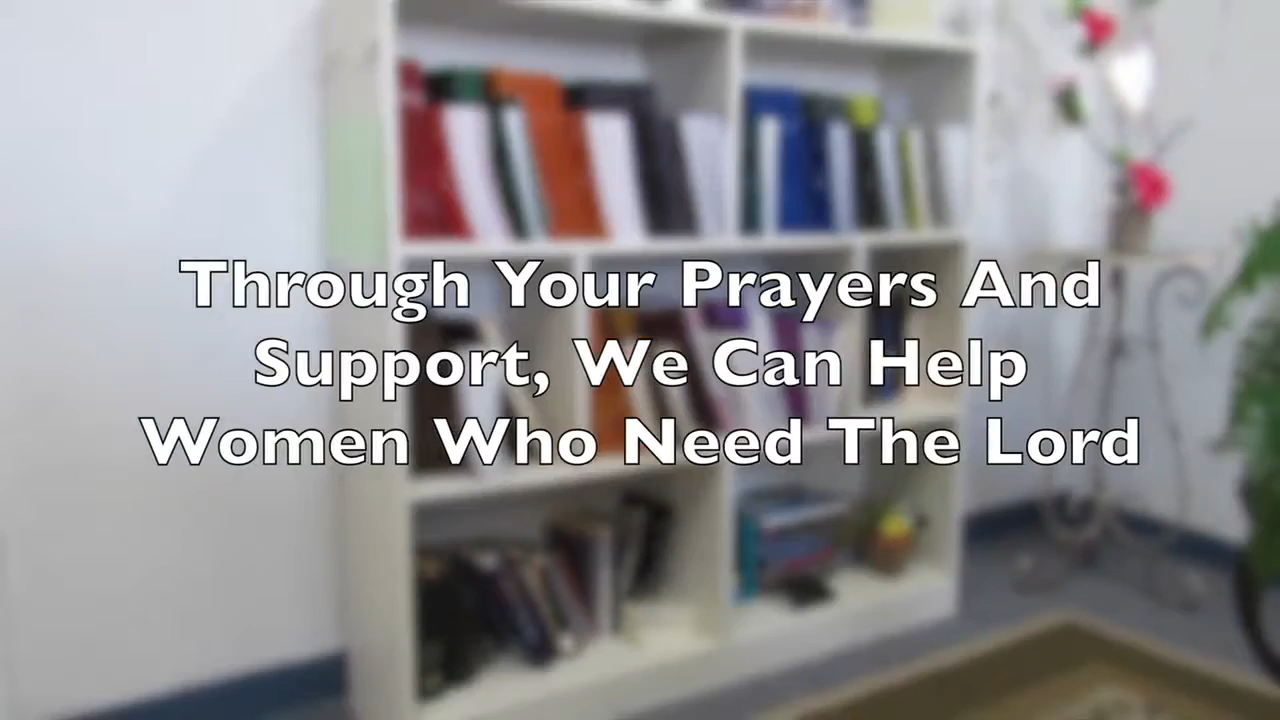 Through Your Prayers And
Support, We Can Help
Women Who Need The Lord